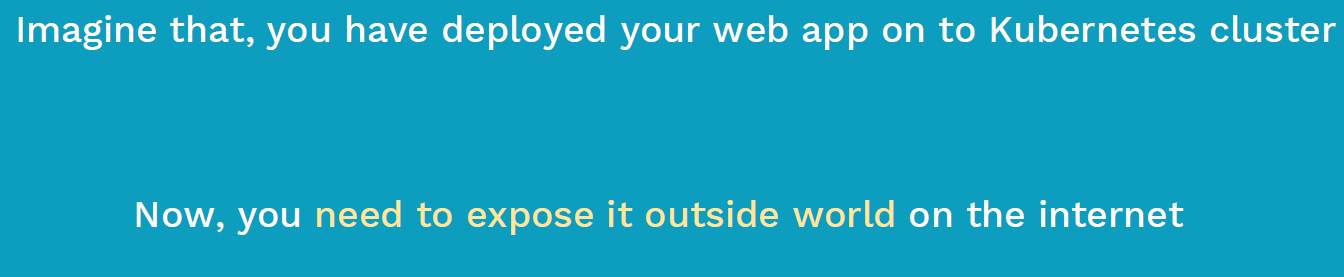 Imagine that, you have deployed your web app on to Kubernetes cluster
Now, you need to expose it outside world on the internet